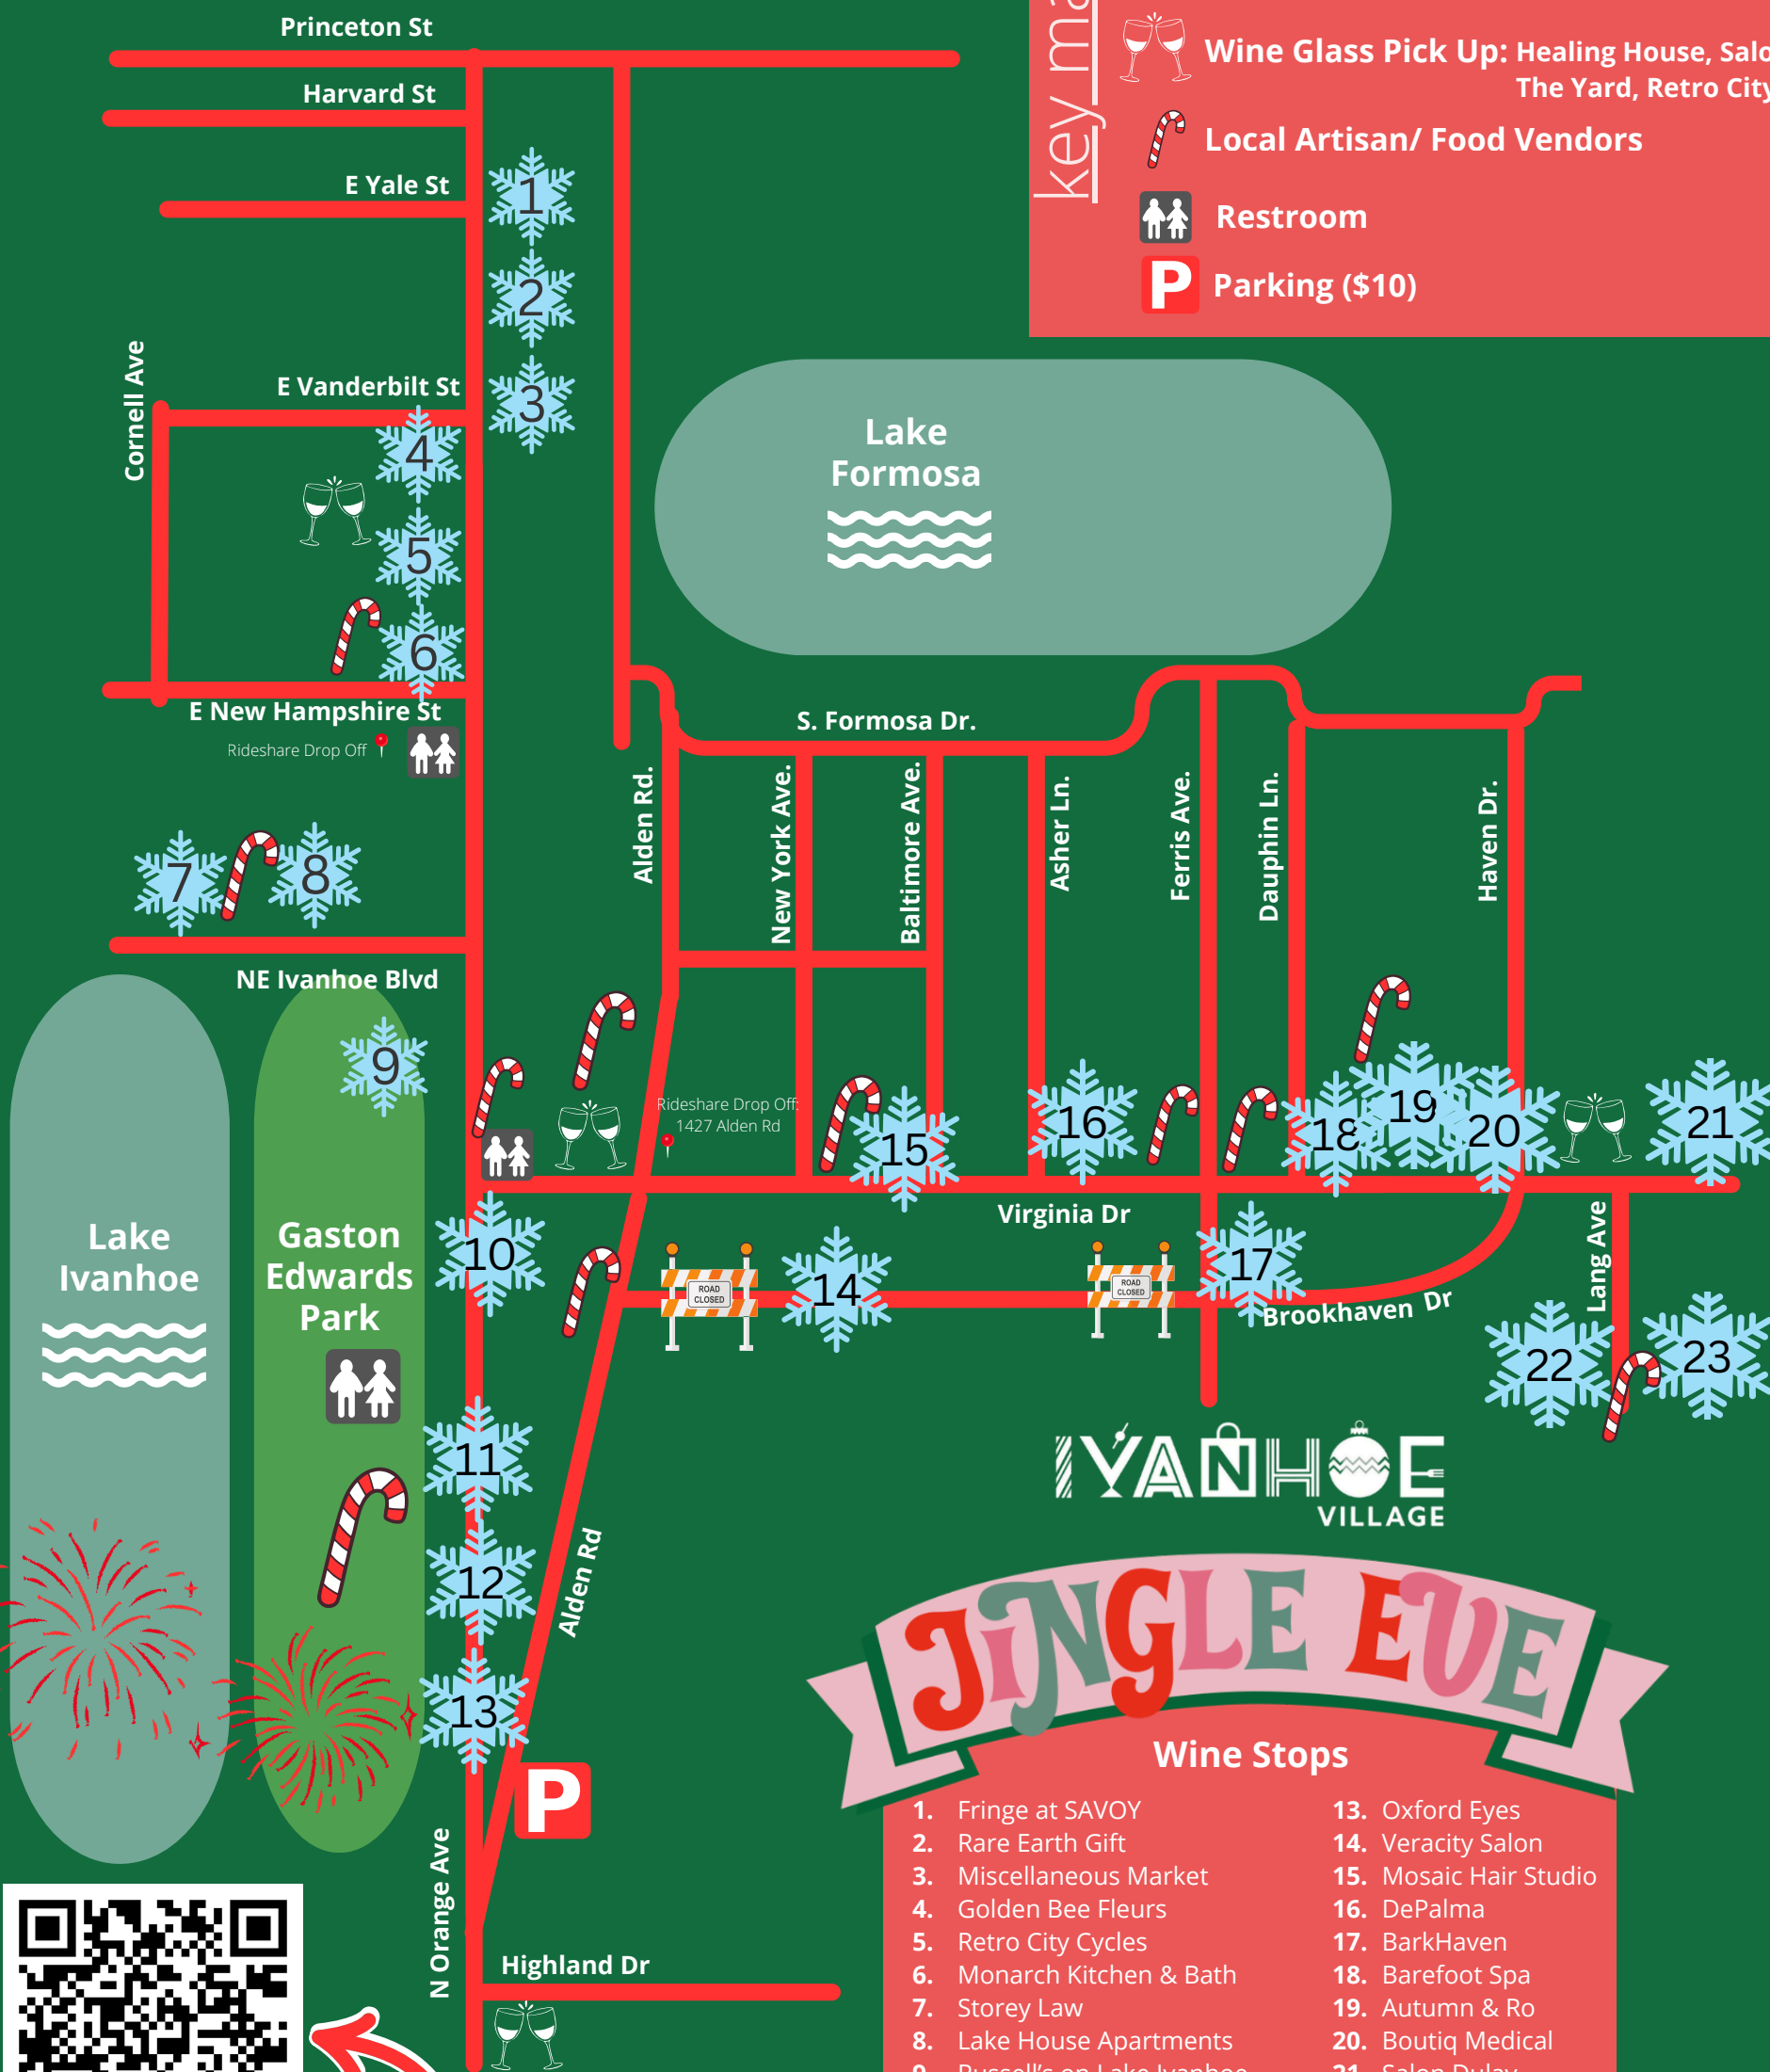 Princeton St
Harvard St
E Yale St
1
2
3
E Vanderbilt St
Cornell Ave
4
5
6
E New Hampshire St
Rideshare Drop Off
7
8
NE Ivanhoe Blvd
9
key
Wine Glass Pick Up: Healing House,
The Yard, Retro City
Local Artisan/ Food Vendors
Restroom
P Parking ($10)
Lake
Formosa
S. Formosa Dr.
Alden Rd.
New York Ave.
Baltimore Ave.
Asher Ln.
Ferris Ave.
Dauphin Ln.
Haven Dr.
Rideshare Drop Off:
1427 Alden Rd
15
16
18
19
20
21
Virginia Dr
Lake
Ivanhoe
Gaston
Edwards
Park
10
ROAD
CLOSED
14
ROAD
CLOSED
17
Brookhaven Dr
Lang Ave
22
23
11
12
13
Alden Rd
P
N Orange Ave
Highland Dr
IVANHOE
VILLAGE
JiNGLE EVE
Wine Stops
1. Fringe at SAVOY
2. Rare Earth Gift
3. Miscellaneous Market
4. Golden Bee Fleurs
5. Retro City Cycles
6. Monarch Kitchen & Bath
7. Storey Law
8. Lake House Apartments
9. Russell's on Lake Ivanhoe
13. Oxford Eyes
14. Veracity Salon
15. Mosaic Hair Studio
16. DePalma
17. BarkHaven
18. Barefoot Spa
19. Autumn & Ro
20. Boutiq Medical
21. Salon Dulay